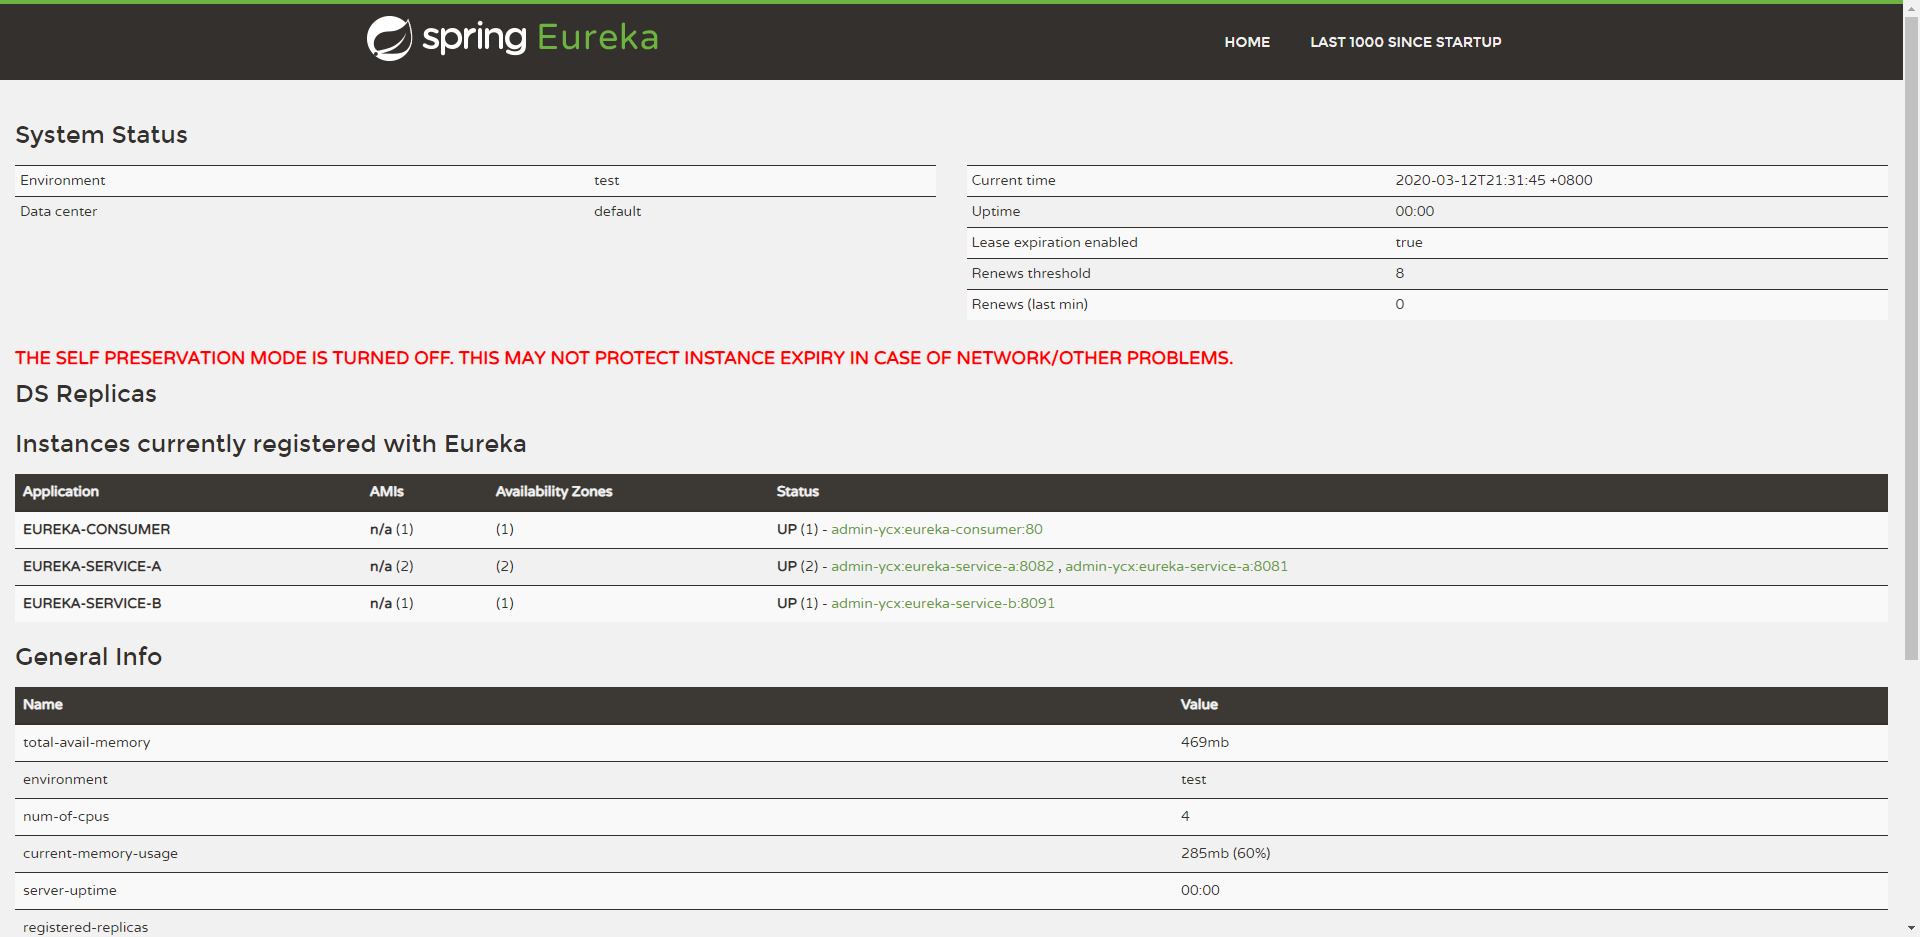 spring Eureka
HOME LAST 1000 SINCE STARTUP
System Status
Environment test
Data center default
Current time 2020-03-12T21:31:45 +0800
Uptime 00:00
Lease expiration enabled true
Renews threshold 8
Renews (last min) 0
THE SELF PRESERVATION MODE IS TURNED OFF. THIS MAY NOT PROTECT INSTANCE EXPIRY IN CASE OF NETWORK/OTHER PROBLEMS.
DS Replicas
Instances currently registered with Eureka
Application AMIs Availability Zones Status
EUREKA-CONSUMER n/a (1) (1) UP (1) - admin-ycx:eureka-consumer:80
EUREKA-SERVICE-A n/a (2) (2) UP (2) - admin-ycx:eureka-service-a:8082 , admin-ycx:eureka-service-a:8081
EUREKA-SERVICE-B n/a (1) (1) UP (1) - admin-ycx:eureka-service-b:8091
General Info
Name Value
total-avail-memory 469mb
environment test
num-of-cpus 4
current-memory-usage 285mb (60%)
server-uptime 00:00
registered-replicas